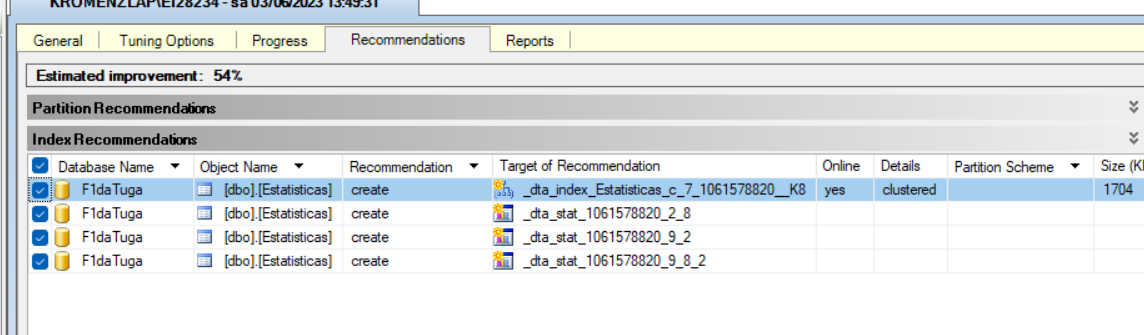 KROMENZLAP\EI28234 - sá 03/06/2023 13:49:31
General Tuning Options Progress Recommendations Reports
Estimated improvement: 54%
Partition Recommendations
Index Recommendations
Database Name Object Name Recommendation Target of Recommendation Online Details Partition Scheme Size (K
F1daTuga [dbo].[Estatisticas] create _dta_index_Estatisticas_c_7_1061578820__K8 yes clustered 1704
F1daTuga [dbo].[Estatisticas] create _dta_stat_1061578820_2_8
F1daTuga [dbo].[Estatisticas] create _dta_stat_1061578820_9_2
F1daTuga [dbo].[Estatisticas] create _dta_stat_1061578820_9_8_2